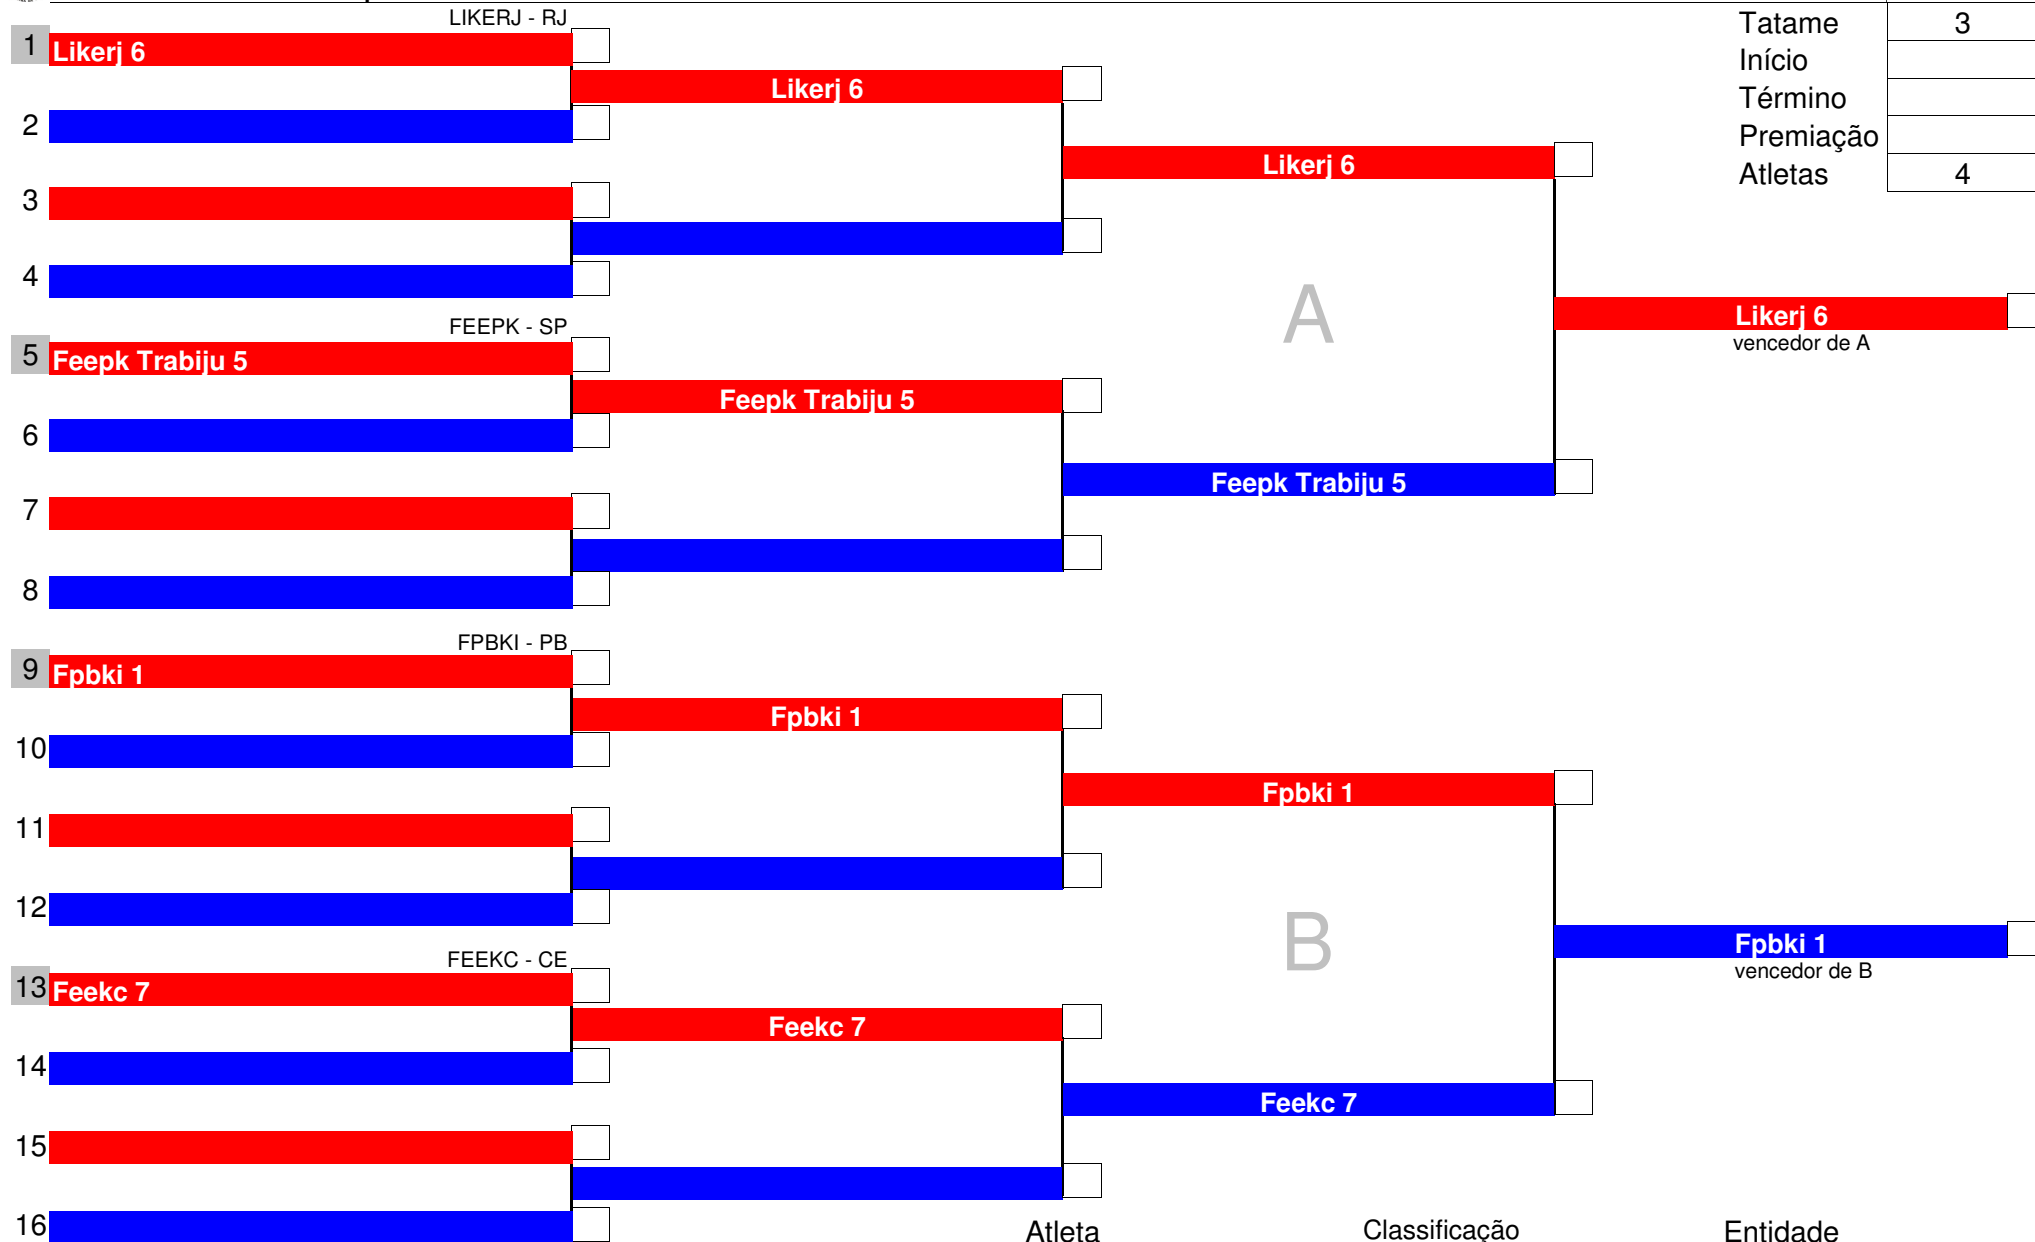 LIKERJ - RJ
Tatame 3
1 Likerj 6
Início
Likerj 6
Término
2
Premiação
Likerj 6
Atletas 4
3
4
A
Likerj 6
FEEPK - SP
vencedor de A
5 Feepk Trabiju 5
Feepk Trabiju 5
6
Feepk Trabiju 5
7
8
FPBKI - PB
9 Fpbki 1
Fpbki 1
10
Fpbki 1
11
12
B
Fpbki 1
FEEKC - CE
vencedor de B
13 Feekc 7
Feekc 7
14
Feekc 7
15
16
Atleta Classificação Entidade